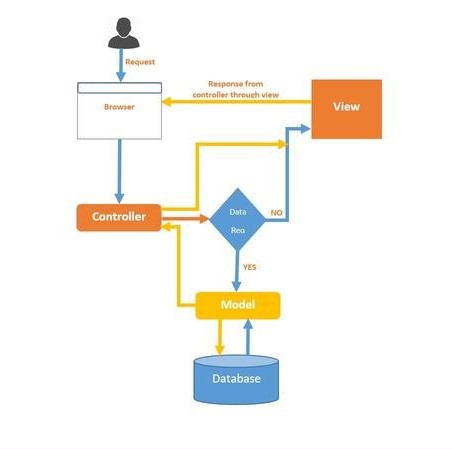 Request
Response from
controller through view
Browser
View
Controller
Data
Req
NO
YES
Model
Database